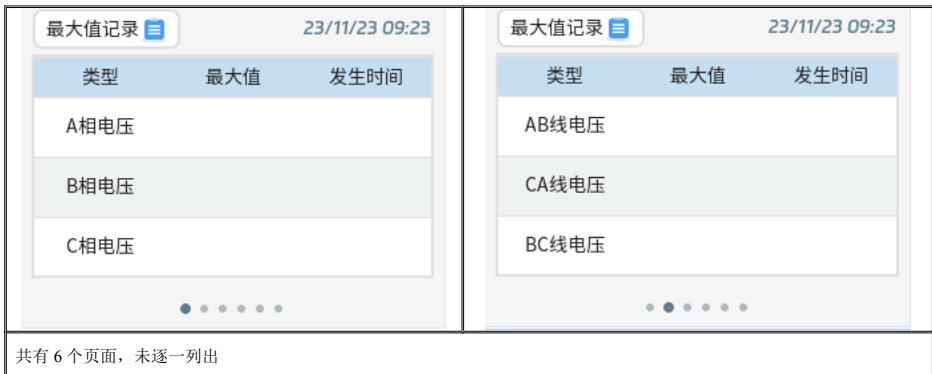 最大值记录 23/11/23 09:23
类型 最大值 发生时间
A相电压
B相电压
C相电压
最大值记录 23/11/23 09:23
类型 最大值 发生时间
AB线电压
CA线电压
BC线电压
共有 6 个页面，未逐一列出